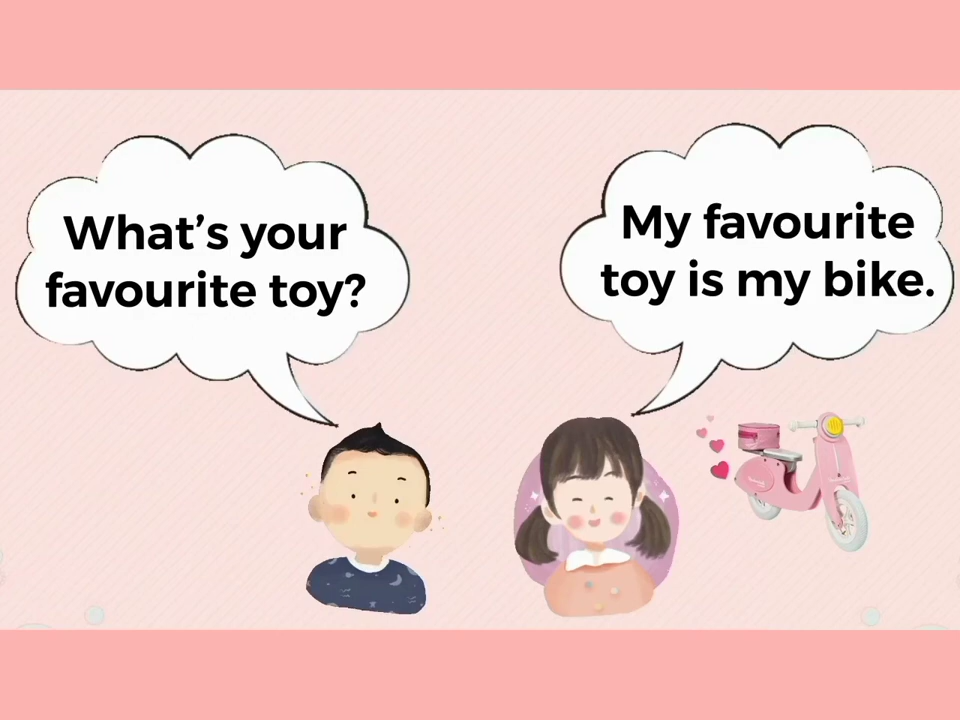 What’s your
favourite toy?
My favourite
toy is my bike.